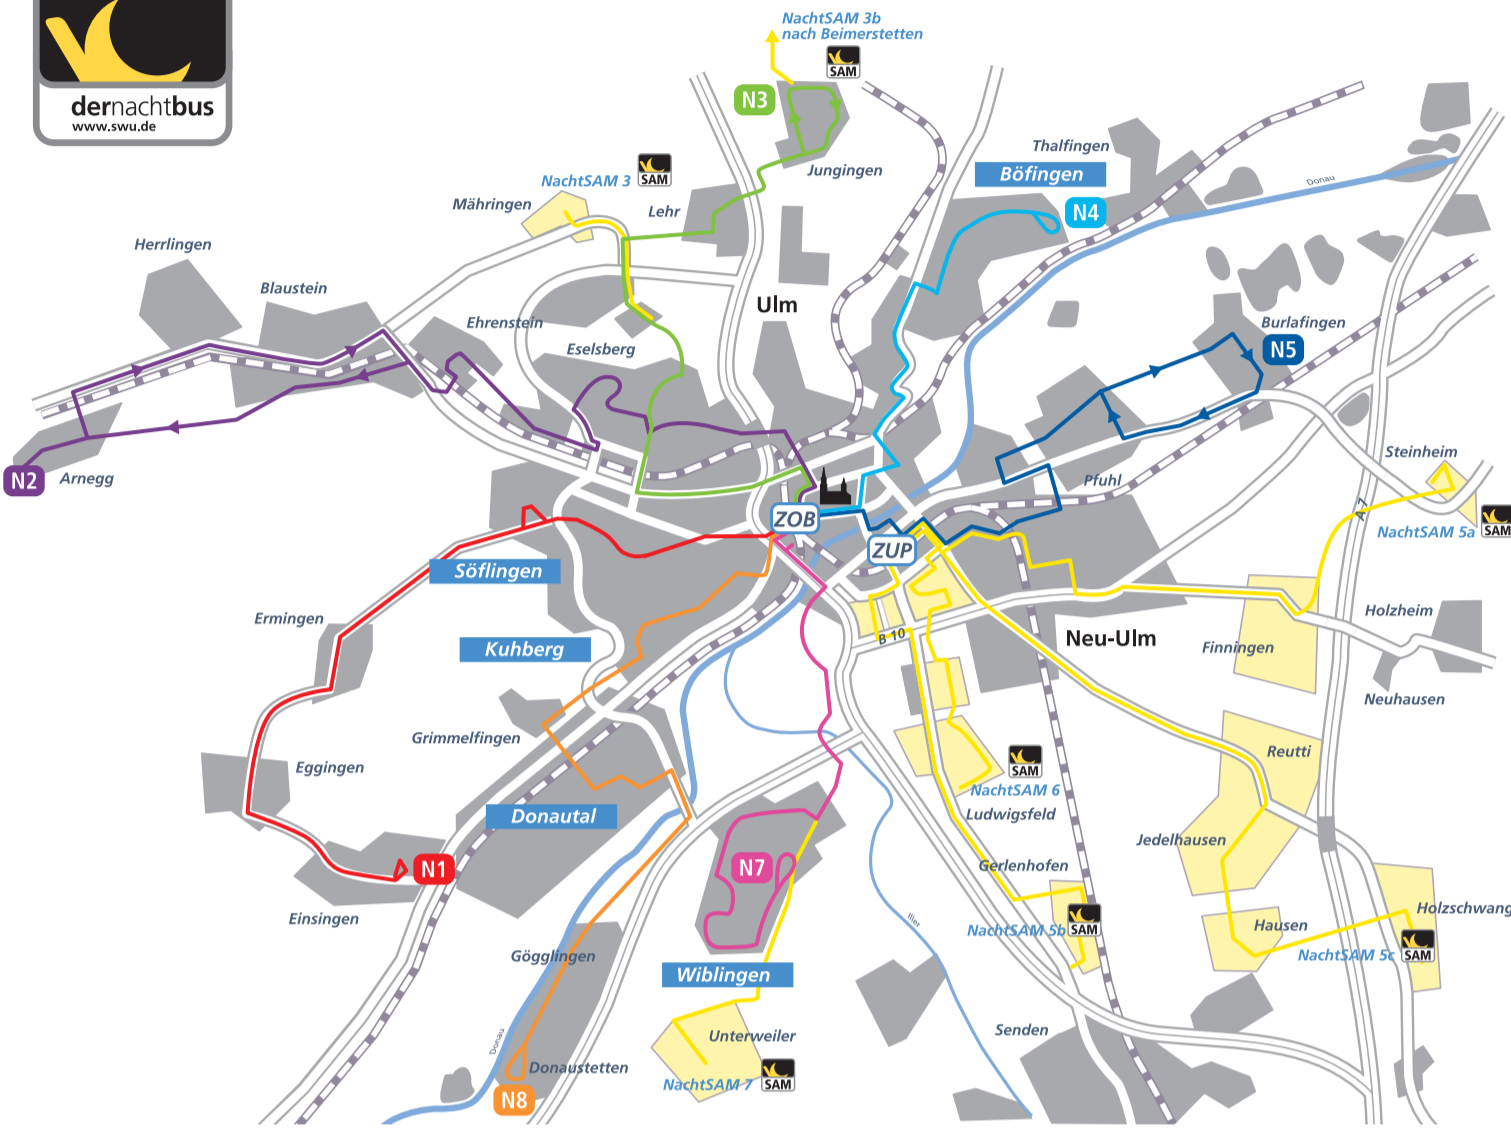 NachtSAM 3b
nach Beimerstetten
SAM
dernachtbus
www.swu.de
N3
Jungingen
Thalfingen
Böfingen
Donau
N4
NachtSAM 3
SAM
Mähringen
Lehr
Herrlingen
Blaustein
Ehrenstein
Eselsberg
Ulm
Burlafingen
N5
N2
Arnegg
Pfuhl
Steinheim
A 7
NachtSAM 5a
SAM
ZOB
ZUP
Söflingen
Ermingen
Kuhberg
B 10
Neu-Ulm
Holzheim
Finningen
Neuhausen
Grimmelfingen
Eggingen
Reutti
SAM
NachtSAM 6
Ludwigsfeld
Donautal
Jedelhausen
Gerlenhofen
N7
N1
Einsingen
Holzschwang
NachtSAM 5b
SAM
Hausen
NachtSAM 5c
SAM
Iller
Gögglingen
Wiblingen
Donau
Senden
Unterweiler
Donaustetten
NachtSAM 7
SAM
N8